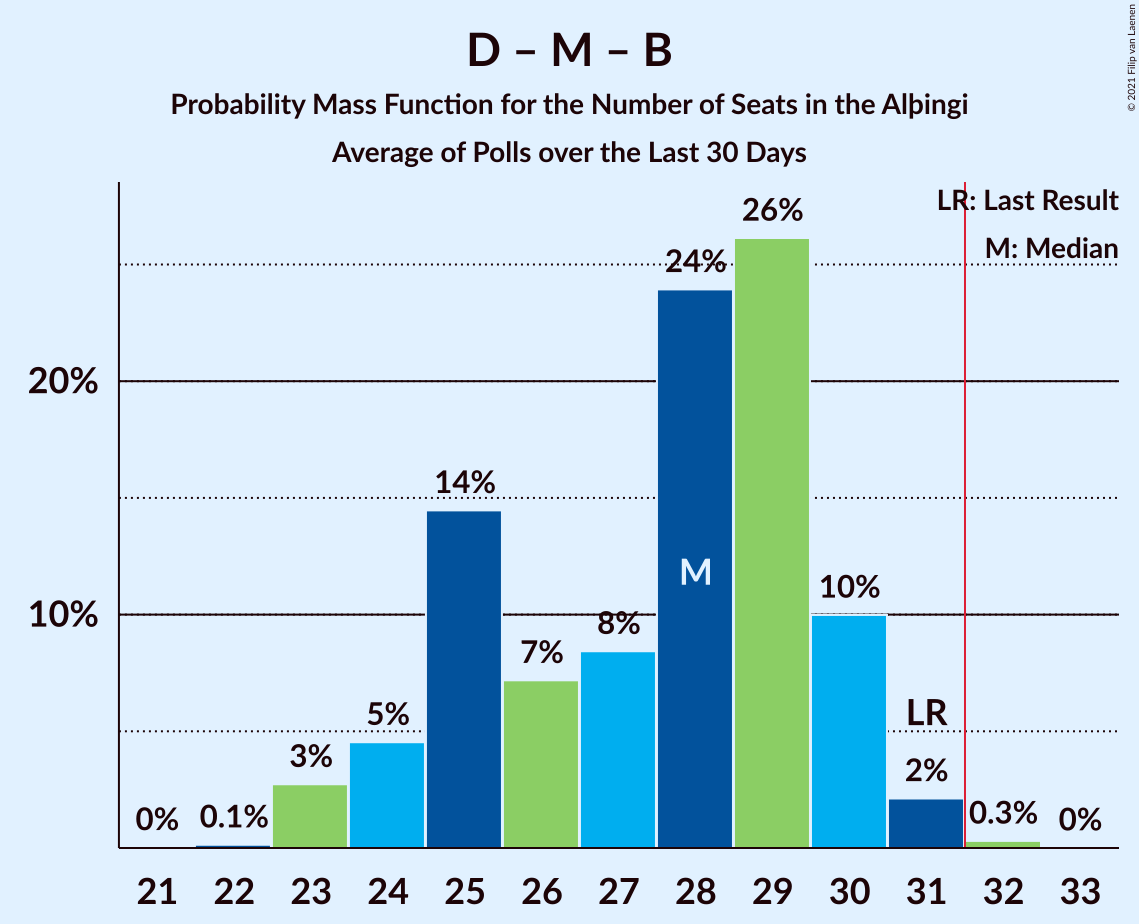 D – M – B
Probability Mass Function for the Number of Seats in the Alþingi
Average of Polls over the Last 30 Days
© 2021 Filip van Laenen
LR: Last Result
M: Median
26%
24%
20%
14%
M
10%
10%
8%
7%
LR
5%
3%
2%
0%
0.1%
0.3%
0%
21 22 23 24 25 26 27 28 29 30 31 32 33